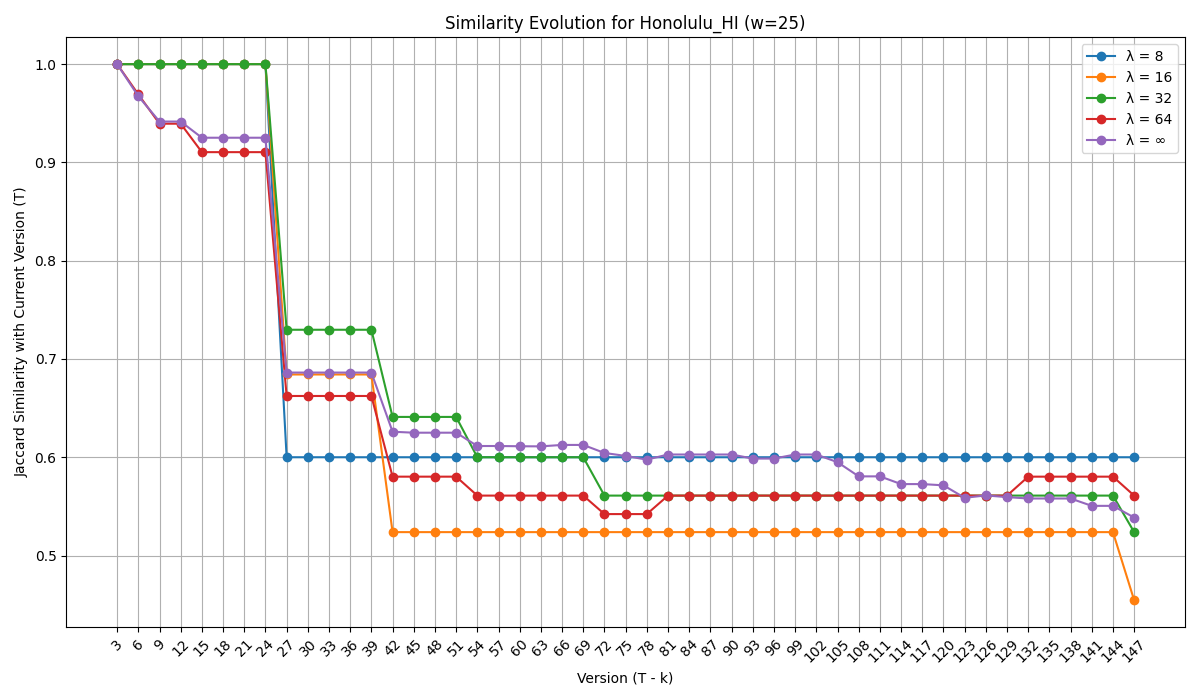 Similarity Evolution for Honolulu_HI (w=25)
λ = 8
λ = 16
λ = 32
λ = 64
λ = ∞
Jaccard Similarity with Current Version (T)
1.0
0.9
0.8
0.7
0.6
0.5
3 6 9 12 15 18 21 24 27 30 33 36 39 42 45 48 51 54 57 60 63 66 69 72 75 78 81 84 87 90 93 96 99 102 105 108 111 114 117 120 123 126 129 132 135 138 141 144 147
Version (T - k)